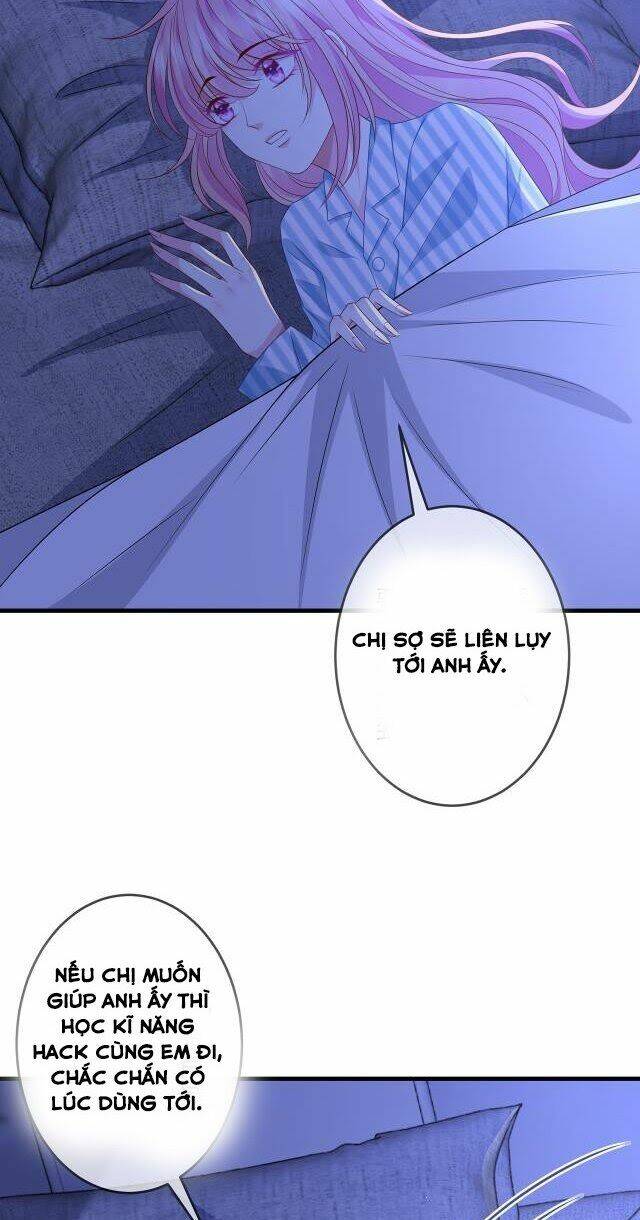 CHỊ SỢ SẼ LIÊN LỤY
TỚI ANH ẤY.
NẾU CHỊ MUỐN
GIÚP ANH ẤY THÌ
HỌC KĨ NĂNG
HACK CÙNG EM ĐI,
CHẮC CHẮN CÓ
LÚC DÙNG TỚI.